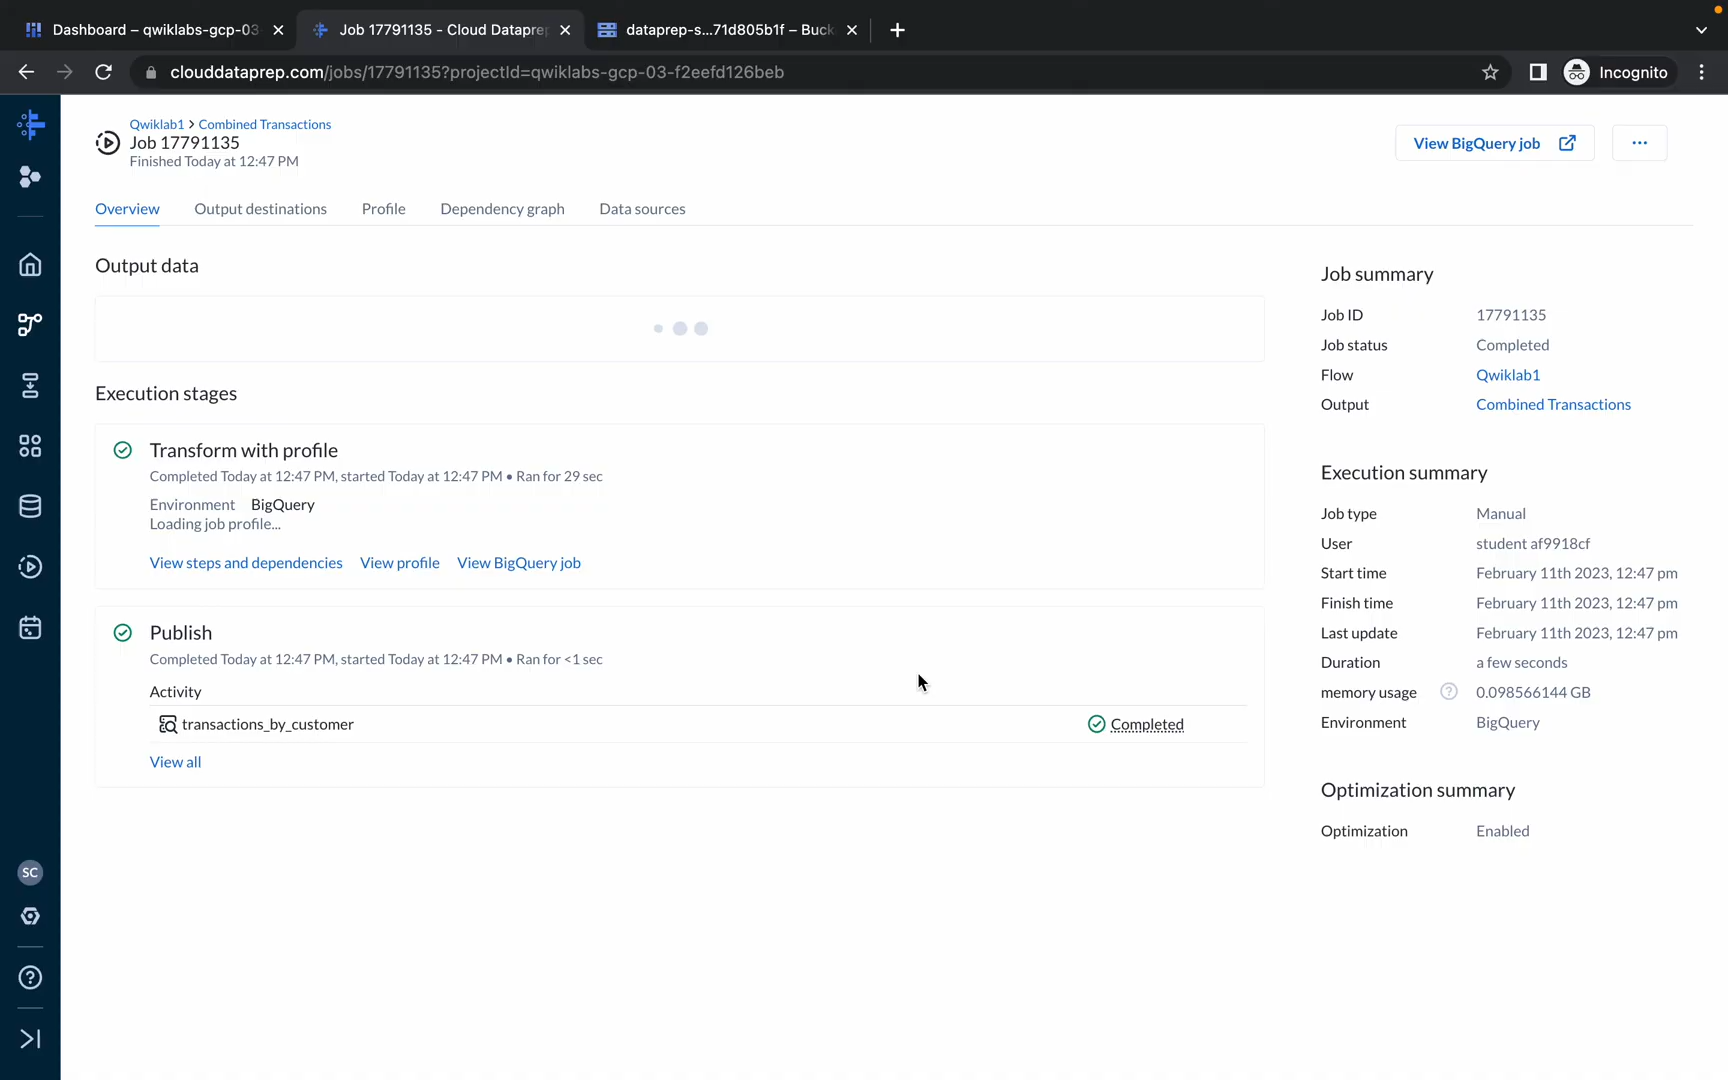 Dashboard – qwiklabs-gcp-03
Job 17791135 - Cloud Dataprep
dataprep-s...71d805b1f – Buck
clouddataprep.com/jobs/17791135?projectId=qwiklabs-gcp-03-f2eefd126beb
Incognito
Qwiklab1 > Combined Transactions
Job 17791135
Finished Today at 12:47 PM
View BigQuery job
...
Overview
Output destinations
Profile
Dependency graph
Data sources
Output data
Execution stages
Transform with profile
Completed Today at 12:47 PM, started Today at 12:47 PM • Ran for 29 sec
Environment BigQuery
Loading job profile...
View steps and dependencies View profile View BigQuery job
Publish
Completed Today at 12:47 PM, started Today at 12:47 PM • Ran for <1 sec
Activity
transactions_by_customer Completed
View all
Job summary
Job ID 17791135
Job status Completed
Flow Qwiklab1
Output Combined Transactions
Execution summary
Job type Manual
User student af9918cf
Start time February 11th 2023, 12:47 pm
Finish time February 11th 2023, 12:47 pm
Last update February 11th 2023, 12:47 pm
Duration a few seconds
memory usage ? 0.098566144 GB
Environment BigQuery
Optimization summary
Optimization Enabled
SC